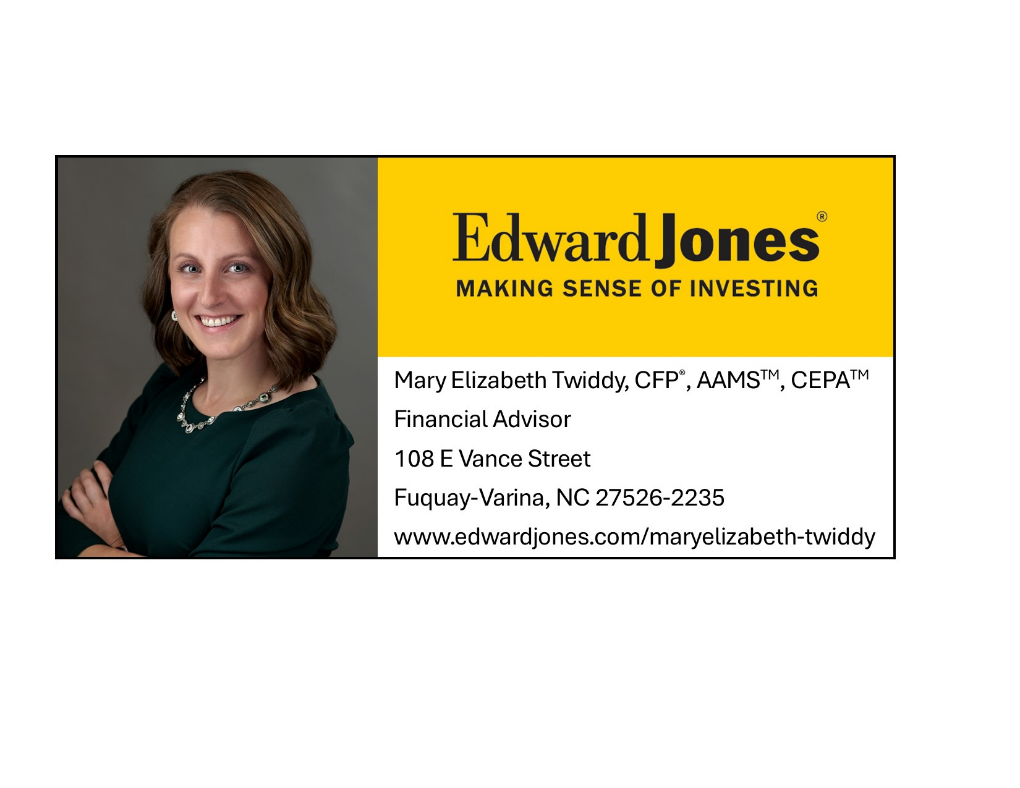 Edward Jones®
MAKING SENSE OF INVESTING
Mary Elizabeth Twiddy, CFP®, AAMS™, CEPA™
Financial Advisor
108 E Vance Street
Fuquay-Varina, NC 27526-2235
www.edwardjones.com/maryelizabeth-twiddy